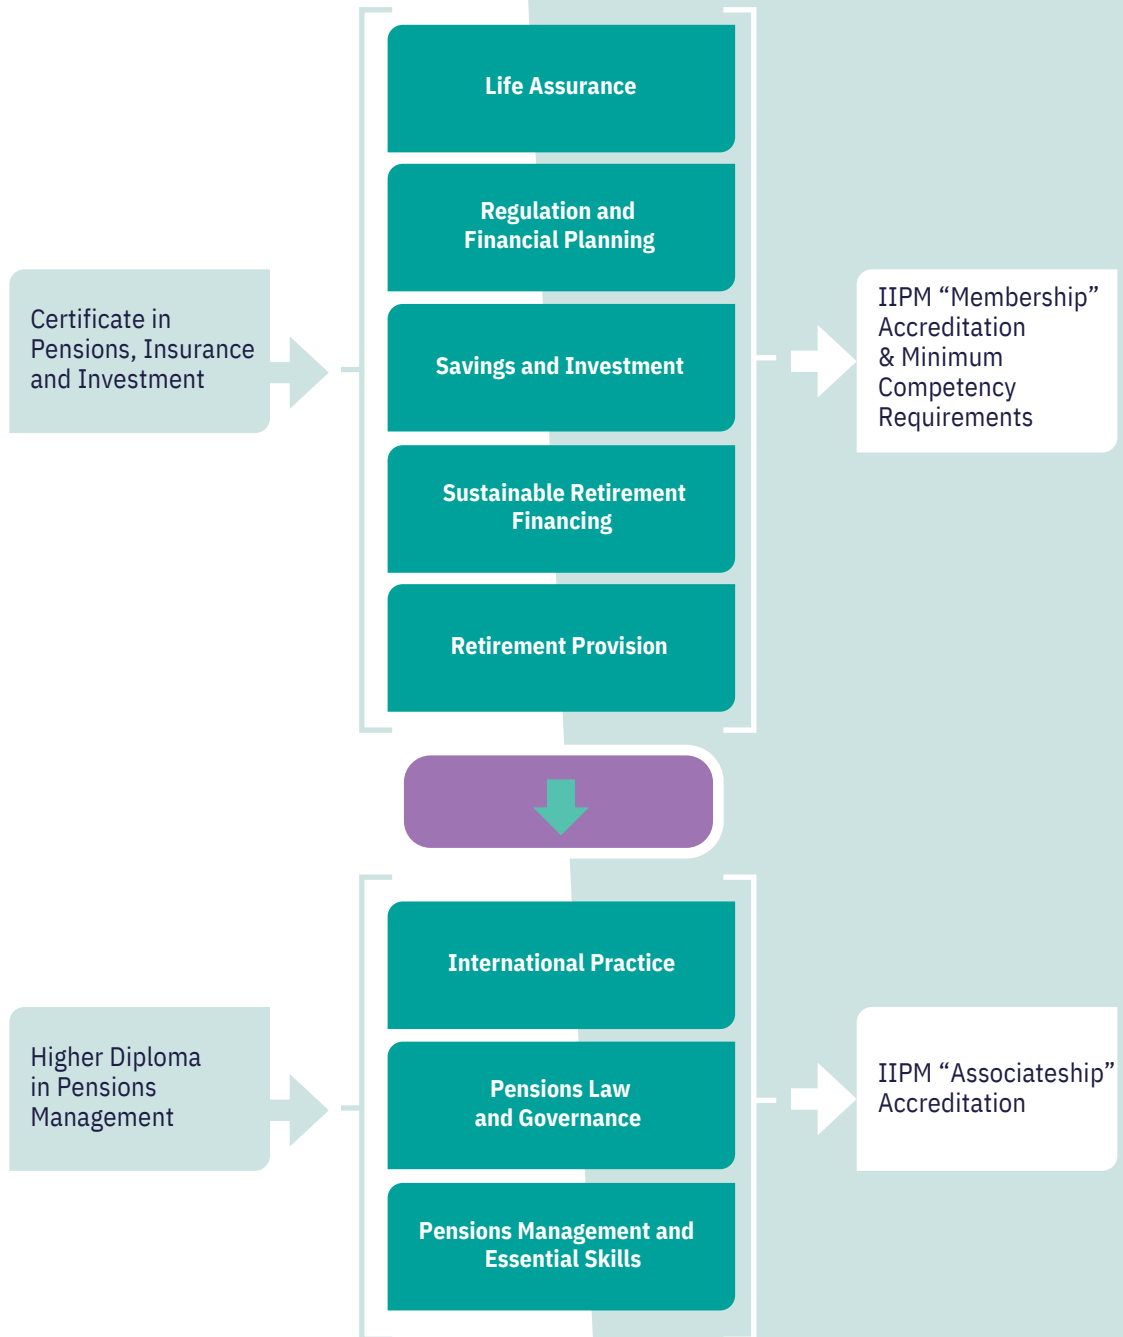 Life Assurance
Regulation and
Financial Planning
Savings and Investment
Sustainable Retirement
Financing
Retirement Provision
Certificate in
Pensions, Insurance
and Investment
IIPM “Membership”
Accreditation
& Minimum
Competency
Requirements
International Practice
Pensions Law
and Governance
Pensions Management and
Essential Skills
Higher Diploma
in Pensions
Management
IIPM “Associateship”
Accreditation